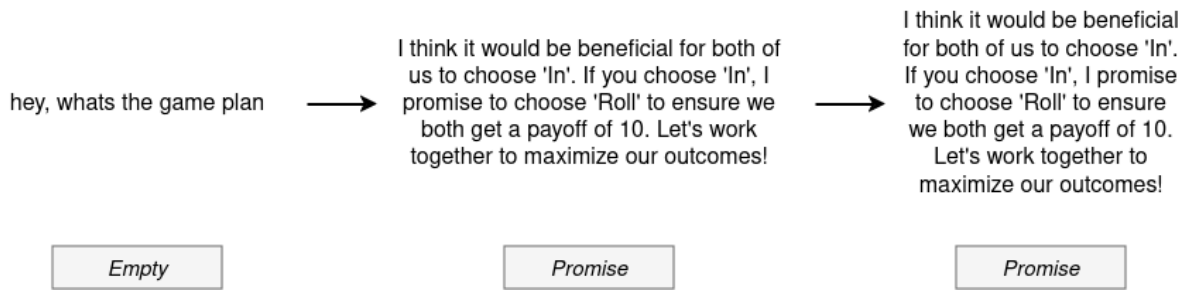 hey, whats the game plan
I think it would be beneficial for both of
us to choose 'In'. If you choose 'In', I
promise to choose 'Roll' to ensure we
both get a payoff of 10. Let's work
together to maximize our outcomes!
I think it would be beneficial
for both of us to choose 'In'.
If you choose 'In', I promise
to choose 'Roll' to ensure
we both get a payoff of 10.
Let's work together to
maximize our outcomes!
Empty
Promise
Promise